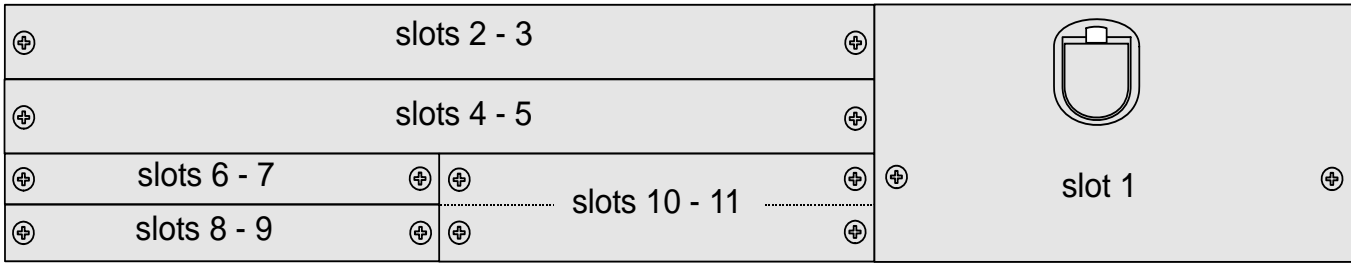 slots 2 - 3
slots 4 - 5
slots 6 - 7
slots 8 - 9
slots 10 - 11
slot 1